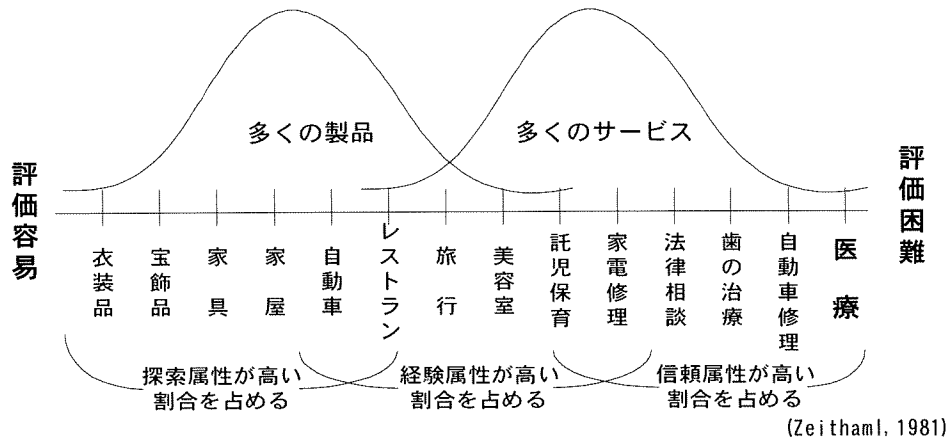 多くの製品
多くのサービス
評価容易
評価困難
衣装品
宝飾品
家具
家屋
自動車
レストラン
旅行
美容室
託児保育
家電修理
法律相談
歯の治療
自動車修理
医療
探索属性が高い
割合を占める
経験属性が高い
割合を占める
信頼属性が高い
割合を占める
(Zeithaml, 1981)